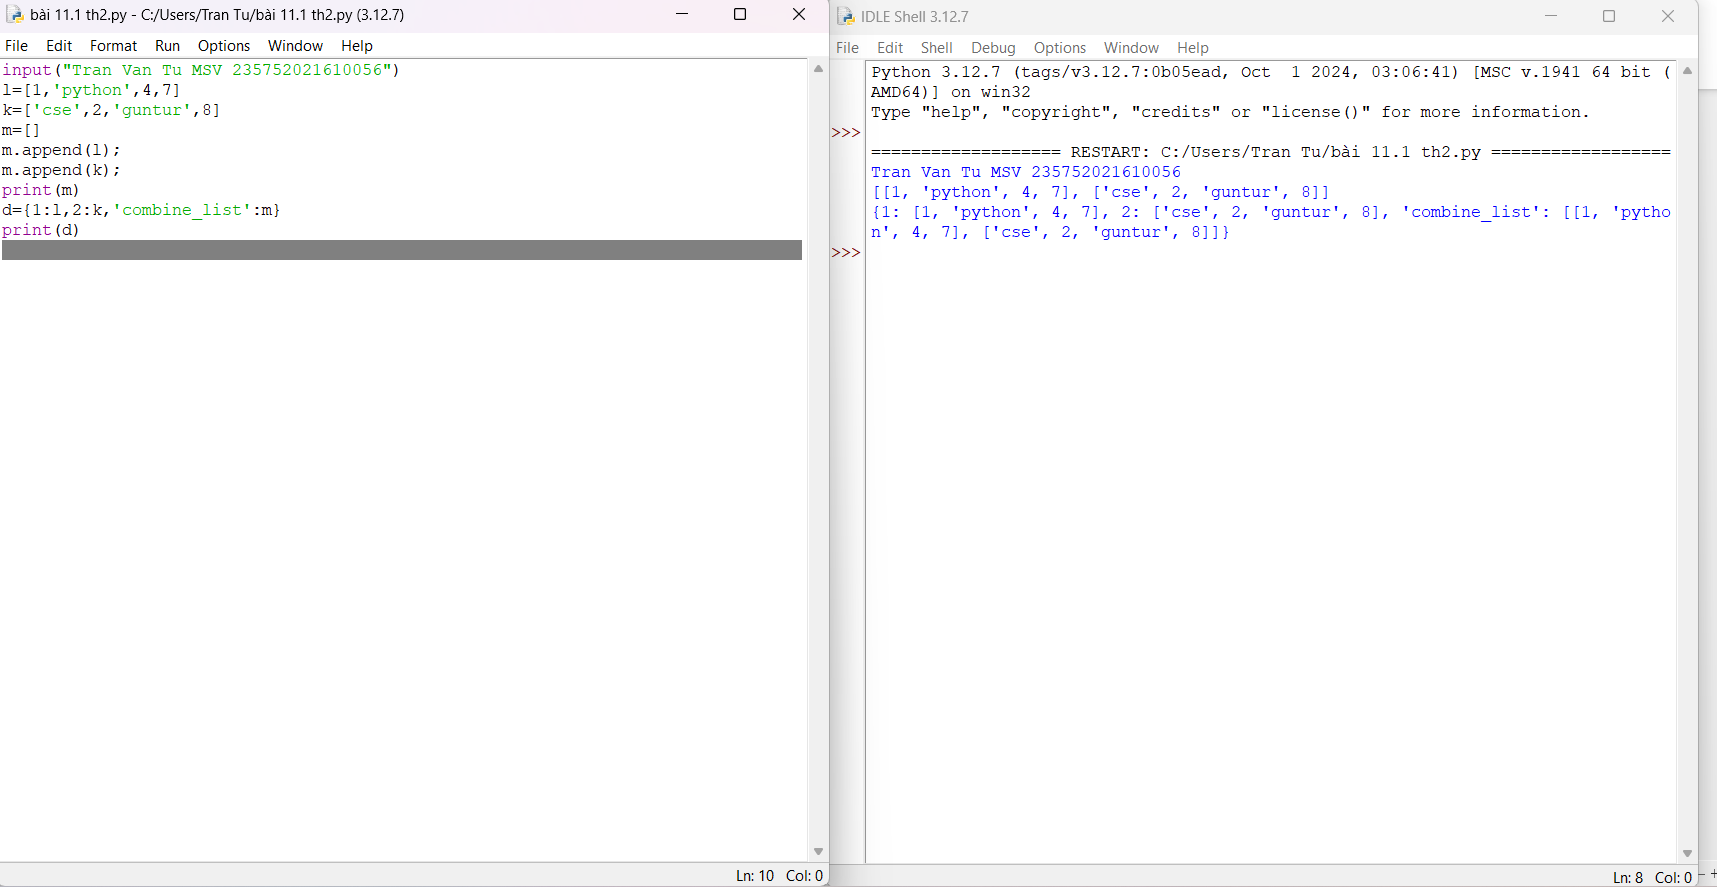 bài 11.1 th2.py - C:/Users/Tran Tu/bài 11.1 th2.py (3.12.7)
File Edit Format Run Options Window Help
input("Tran Van Tu MSV 235752021610056")
l=[1,'python',4,7]
k=['cse',2,'guntur',8]
m=[]
m.append(l);
m.append(k);
print(m)
d={1:l,2:k,'combine_list':m}
print(d)
Ln: 10 Col: 0
IDLE Shell 3.12.7
File Edit Shell Debug Options Window Help
Python 3.12.7 (tags/v3.12.7:0b05ead, Oct  1 2024, 03:06:41) [MSC v.1941 64 bit (
AMD64)] on win32
Type "help", "copyright", "credits" or "license()" for more information.
>>>
=================== RESTART: C:/Users/Tran Tu/bài 11.1 th2.py ==================
Tran Van Tu MSV 235752021610056
[[1, 'python', 4, 7], ['cse', 2, 'guntur', 8]]
{1: [1, 'python', 4, 7], 2: ['cse', 2, 'guntur', 8], 'combine_list': [[1, 'pytho
n', 4, 7], ['cse', 2, 'guntur', 8]]}
>>>
Ln: 8 Col: 0